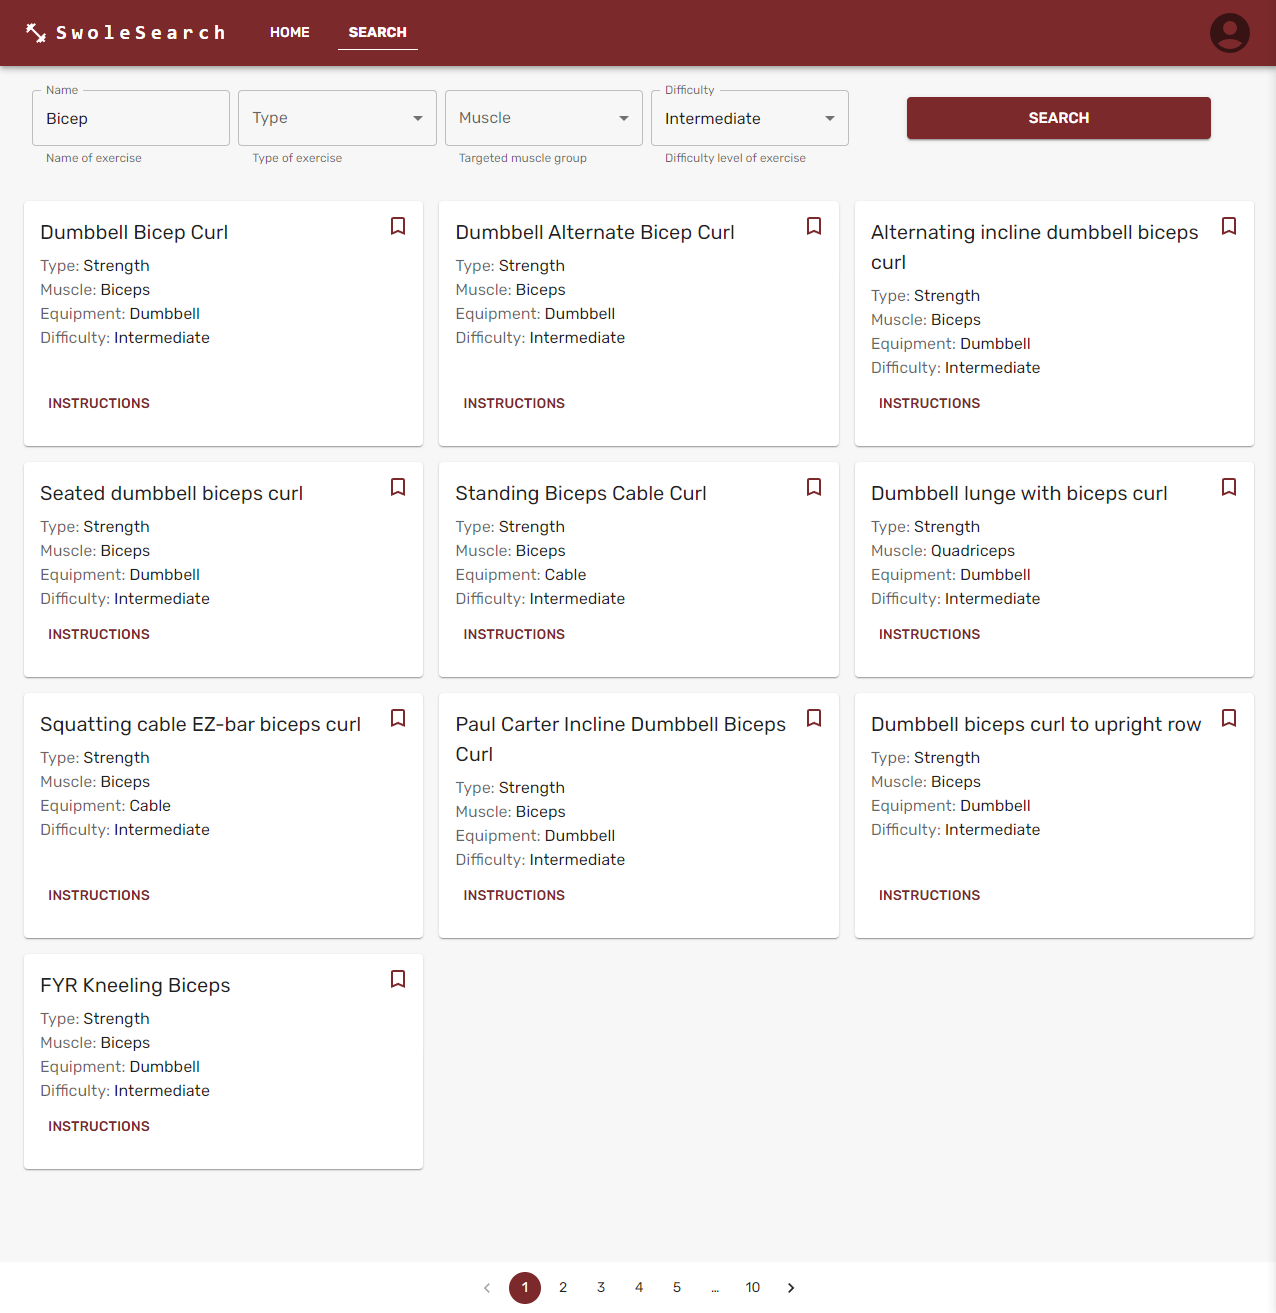 SwoleSearch HOME SEARCH
Name Difficulty
Bicep Type Muscle Intermediate SEARCH
Name of exercise Type of exercise Targeted muscle group Difficulty level of exercise
Dumbbell Bicep Curl
Type: Strength
Muscle: Biceps
Equipment: Dumbbell
Difficulty: Intermediate
INSTRUCTIONS
Dumbbell Alternate Bicep Curl
Type: Strength
Muscle: Biceps
Equipment: Dumbbell
Difficulty: Intermediate
INSTRUCTIONS
Alternating incline dumbbell biceps
curl
Type: Strength
Muscle: Biceps
Equipment: Dumbbell
Difficulty: Intermediate
INSTRUCTIONS
Seated dumbbell biceps curl
Type: Strength
Muscle: Biceps
Equipment: Dumbbell
Difficulty: Intermediate
INSTRUCTIONS
Standing Biceps Cable Curl
Type: Strength
Muscle: Biceps
Equipment: Cable
Difficulty: Intermediate
INSTRUCTIONS
Dumbbell lunge with biceps curl
Type: Strength
Muscle: Quadriceps
Equipment: Dumbbell
Difficulty: Intermediate
INSTRUCTIONS
Squatting cable EZ-bar biceps curl
Type: Strength
Muscle: Biceps
Equipment: Cable
Difficulty: Intermediate
INSTRUCTIONS
Paul Carter Incline Dumbbell Biceps
Curl
Type: Strength
Muscle: Biceps
Equipment: Dumbbell
Difficulty: Intermediate
INSTRUCTIONS
Dumbbell biceps curl to upright row
Type: Strength
Muscle: Biceps
Equipment: Dumbbell
Difficulty: Intermediate
INSTRUCTIONS
FYR Kneeling Biceps
Type: Strength
Muscle: Biceps
Equipment: Dumbbell
Difficulty: Intermediate
INSTRUCTIONS
1 2 3 4 5 … 10